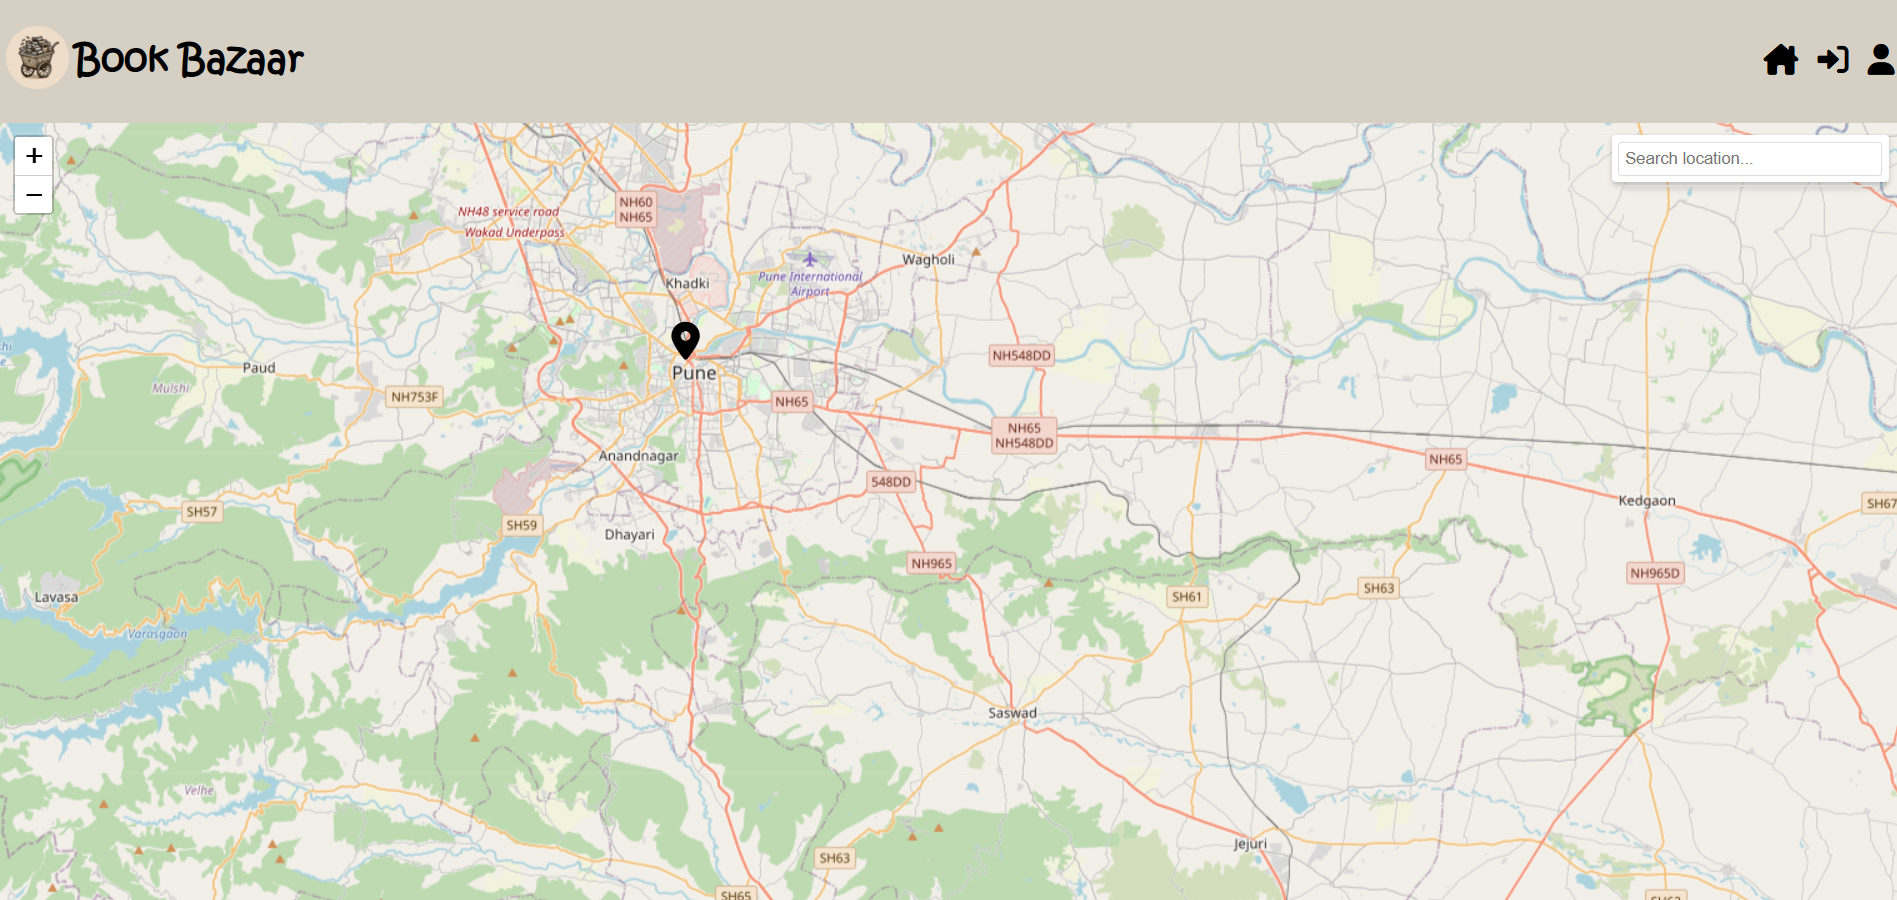 Book Bazaar
+
−
Search location...
NH48 service road
Wakad Underpass
NH60
NH65
Khadki
Pune International
Airport
Wagholi
Paud
Mulshi
NH753F
Pune
NH65
NH548DD
NH65
NH548DD
NH65
Anandnagar
548DD
Kedgaon
SH67
SH57
SH59
Dhayari
NH965
NH965D
SH61
SH63
Lavasa
Varasgaon
Saswad
Velhe
Jejuri
SH63
SH65